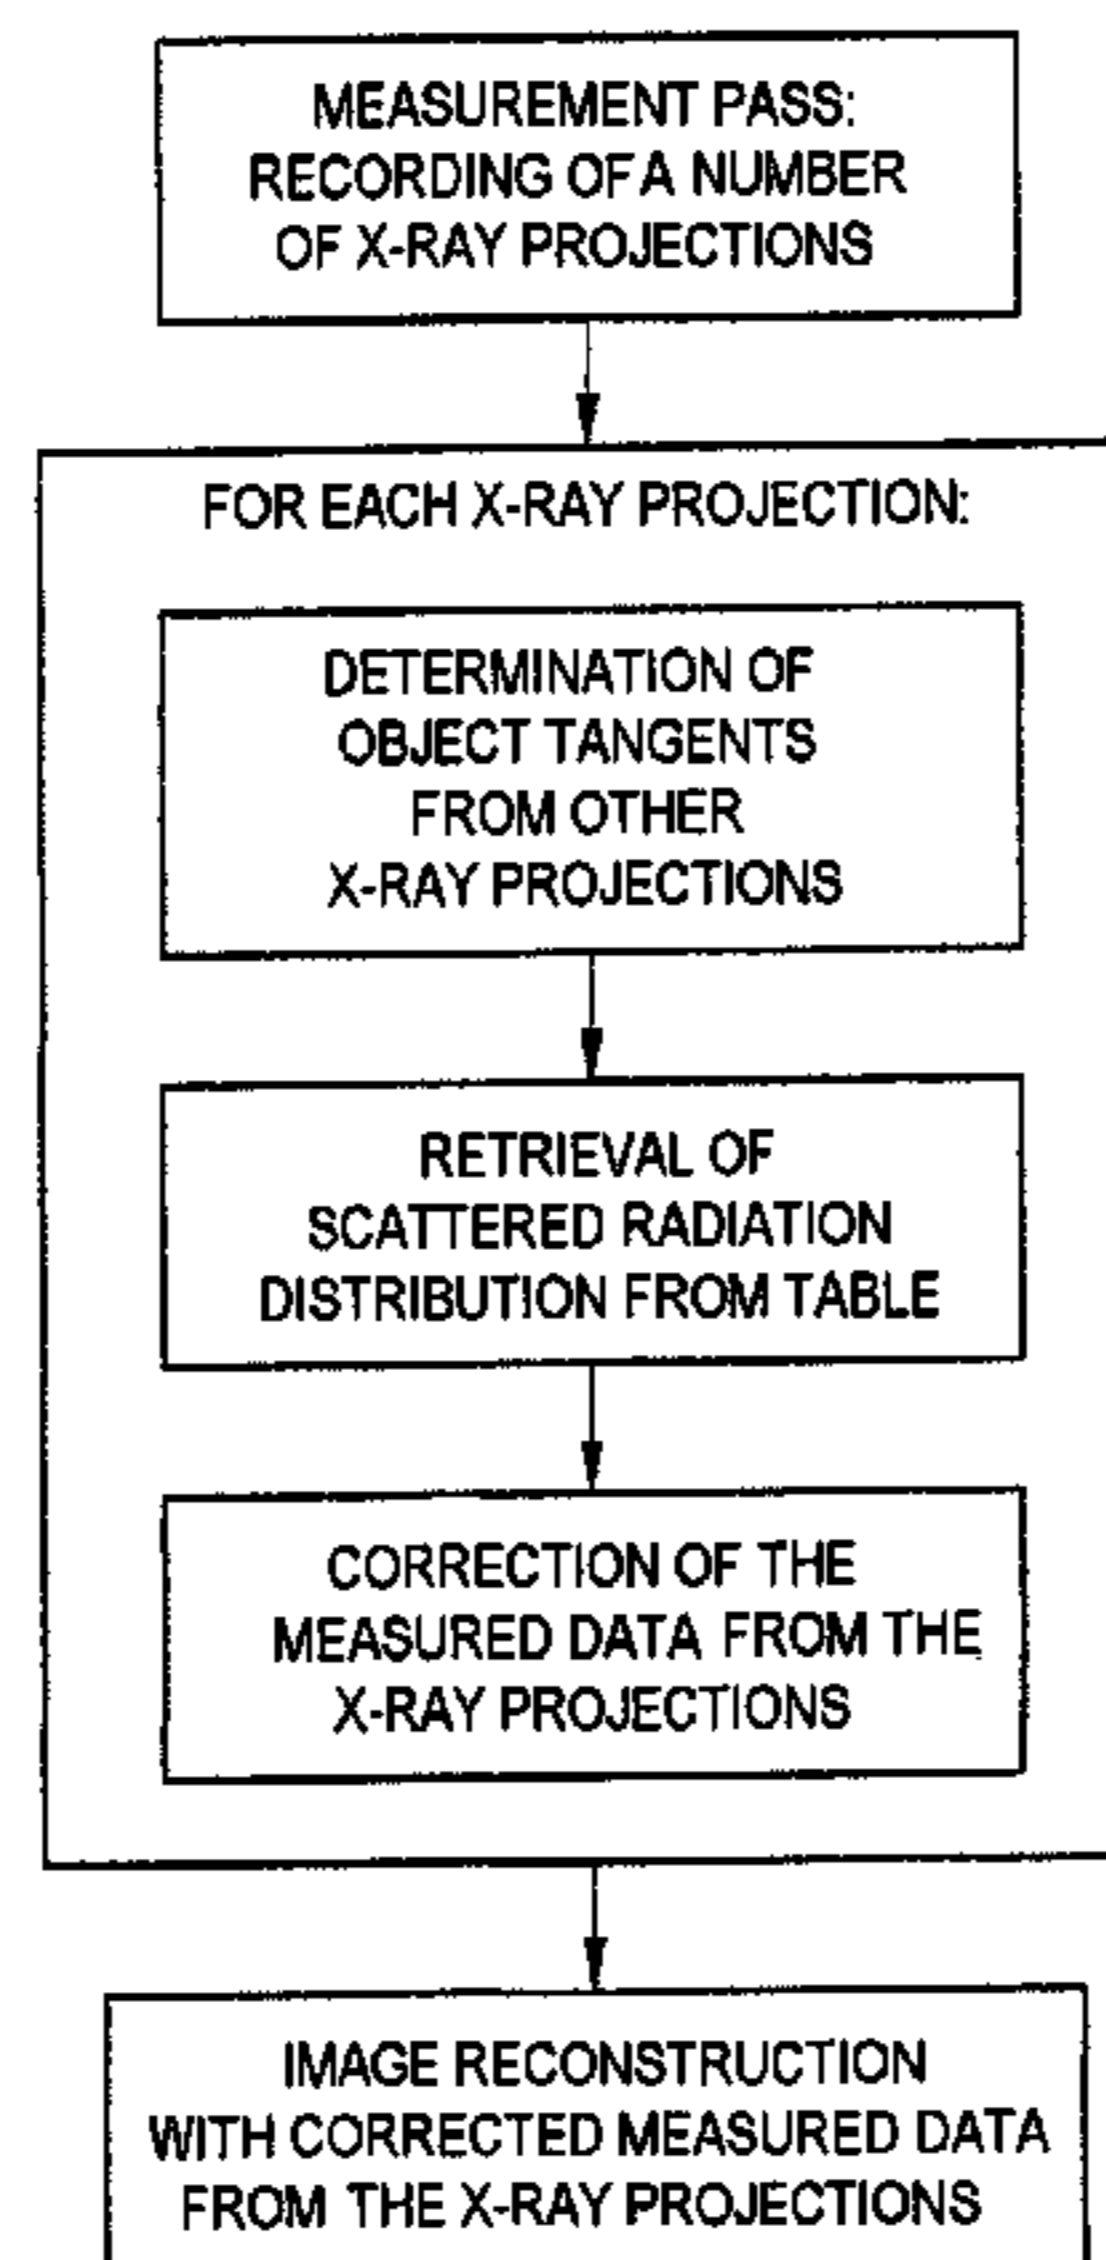 MEASUREMENT PASS:
RECORDING OF A NUMBER
OF X-RAY PROJECTIONS
FOR EACH X-RAY PROJECTION:
DETERMINATION OF
OBJECT TANGENTS
FROM OTHER
X-RAY PROJECTIONS
RETRIEVAL OF
SCATTERED RADIATION
DISTRIBUTION FROM TABLE
CORRECTION OF THE
MEASURED DATA FROM THE
X-RAY PROJECTIONS
IMAGE RECONSTRUCTION
WITH CORRECTED MEASURED DATA
FROM THE X-RAY PROJECTIONS